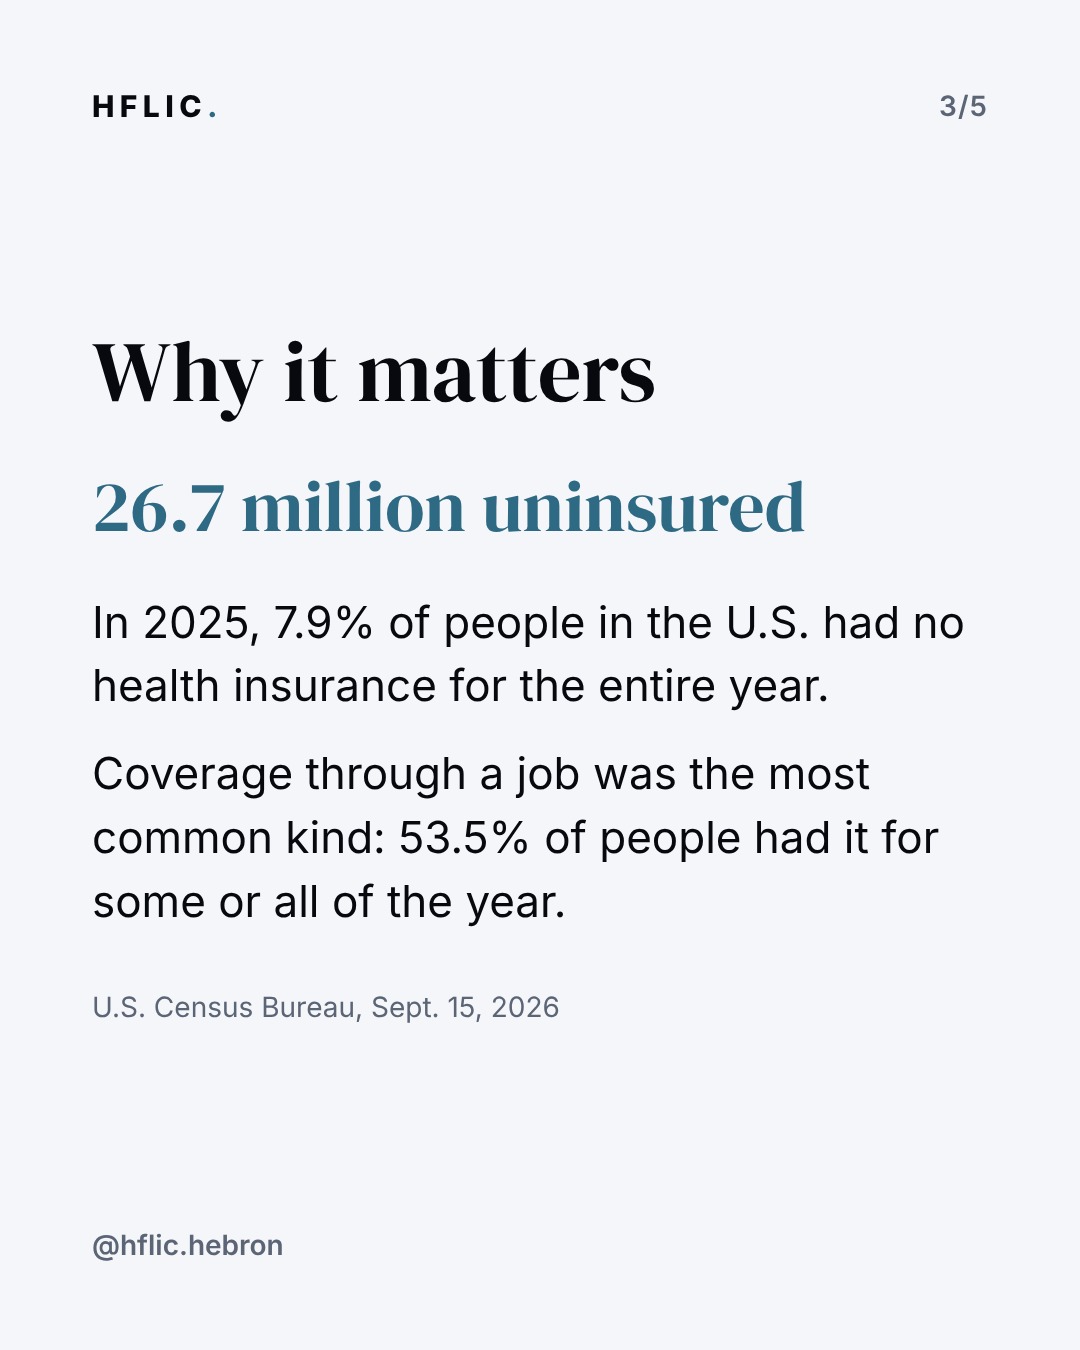 HFLIC.
3/5
Why it matters
26.7 million uninsured
In 2025, 7.9% of people in the U.S. had no
health insurance for the entire year.
Coverage through a job was the most
common kind: 53.5% of people had it for
some or all of the year.
U.S. Census Bureau, Sept. 15, 2026
@hflic.hebron